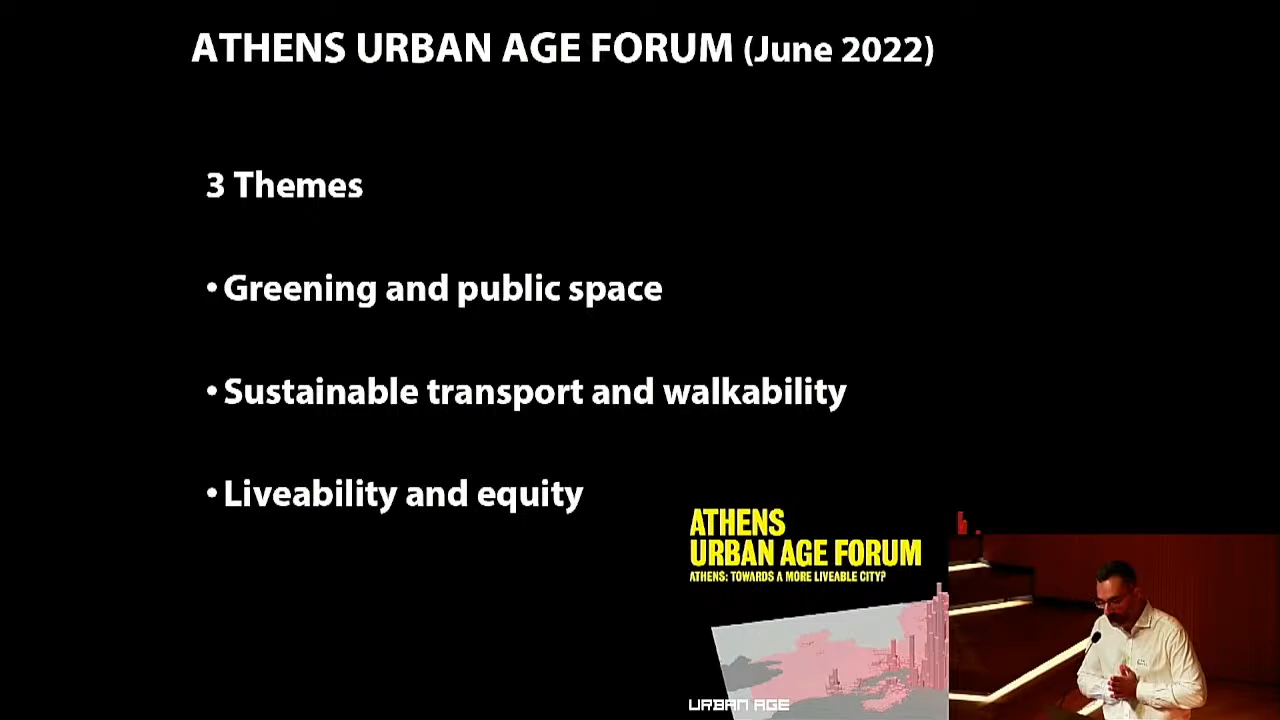 ATHENS URBAN AGE FORUM (June 2022)
3 Themes
• Greening and public space
• Sustainable transport and walkability
• Liveability and equity
ATHENS
URBAN AGE FORUM
ATHENS: TOWARDS A MORE LIVEABLE CITY?
URBAN AGE